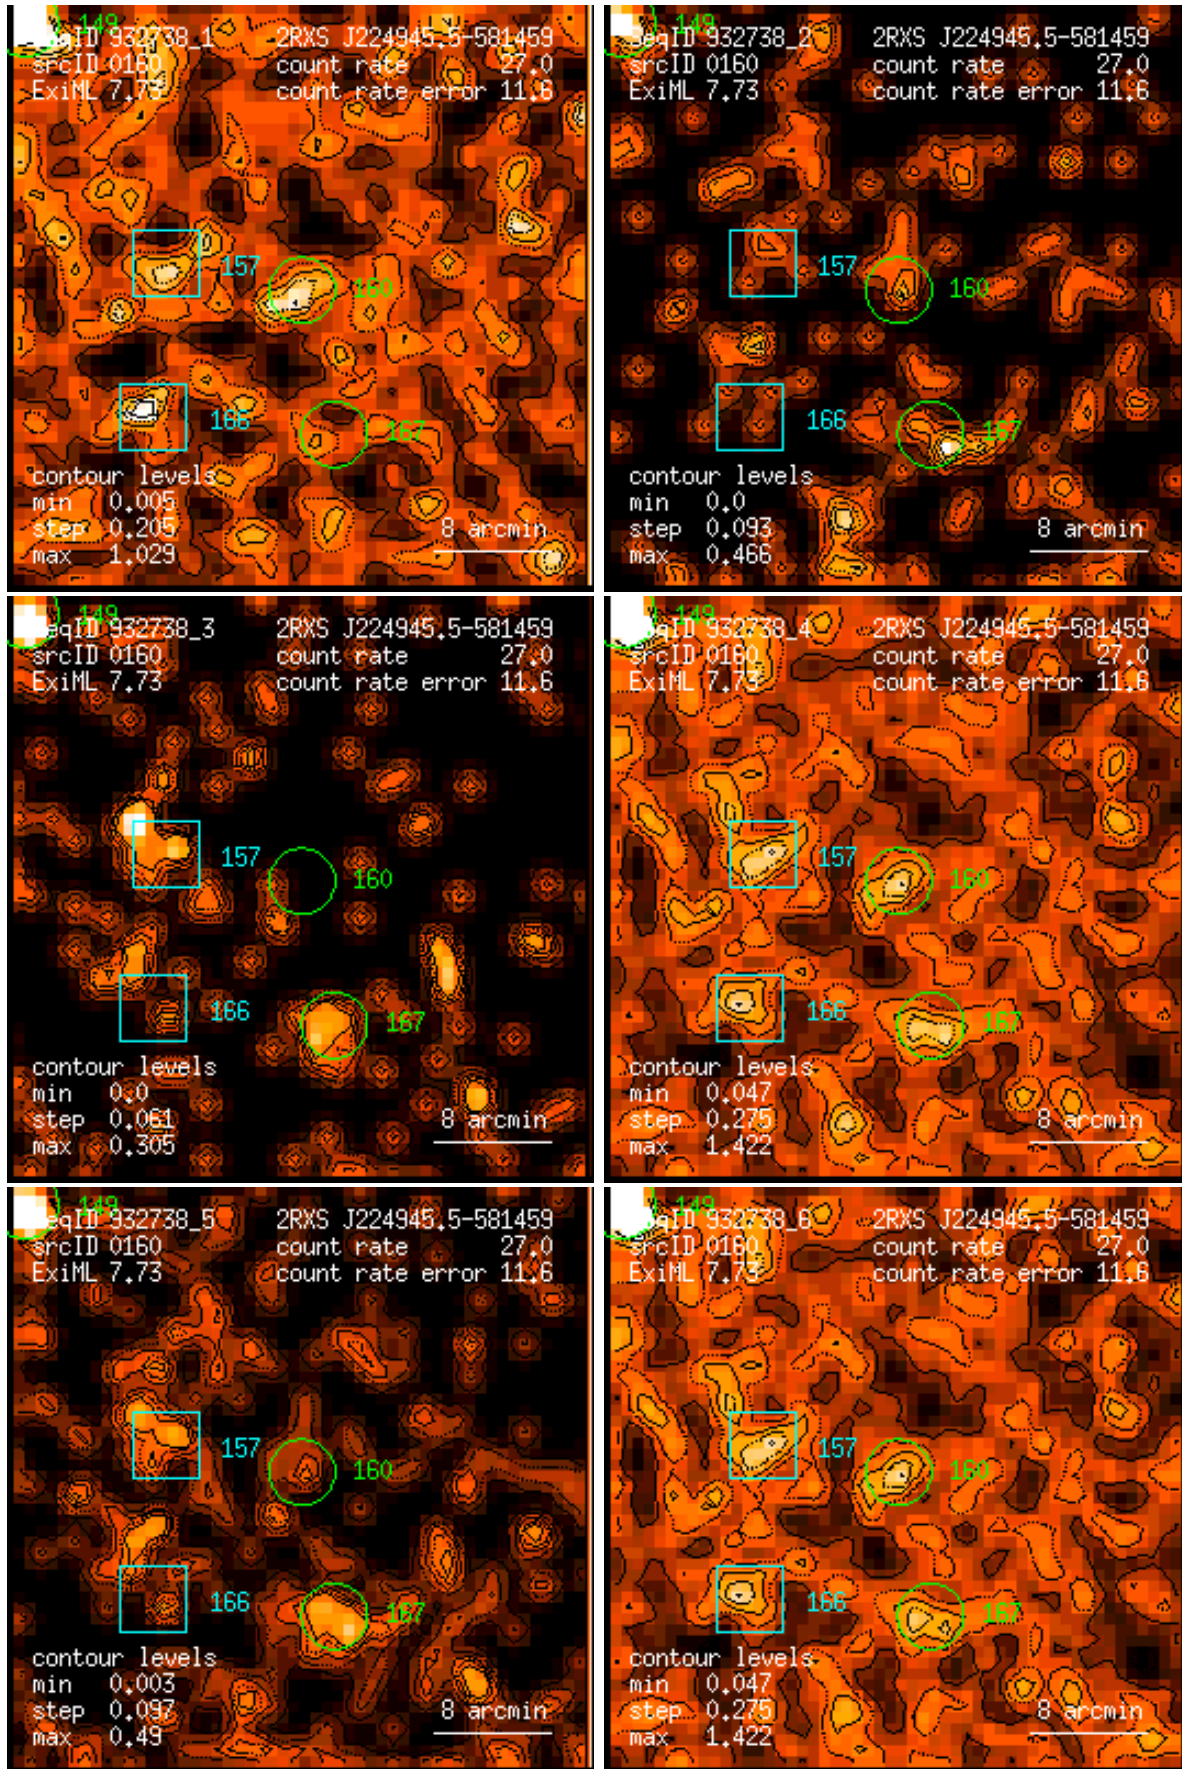 149
SeqID 932738_1 2RXS J224945.5-581459
srcID 0160 count rate 27.0
ExiML 7.73 count rate error 11.6
157
160
166
167
contour levels
min 0.005
step 0.205 8 arcmin
max 1.029
149
SeqID 932738_2 2RXS J224945.5-581459
srcID 0160 count rate 27.0
ExiML 7.73 count rate error 11.6
157
160
166
167
contour levels
min 0.0
step 0.093 8 arcmin
max 0.466
149
SeqID 932738_3 2RXS J224945.5-581459
srcID 0160 count rate 27.0
ExiML 7.73 count rate error 11.6
157
160
166
167
contour levels
min 0.0
step 0.061 8 arcmin
max 0.305
149
SeqID 932738_4 2RXS J224945.5-581459
srcID 0160 count rate 27.0
ExiML 7.73 count rate error 11.6
157
160
166
167
contour levels
min 0.047
step 0.275 8 arcmin
max 1.422
149
SeqID 932738_5 2RXS J224945.5-581459
srcID 0160 count rate 27.0
ExiML 7.73 count rate error 11.6
157
160
166
167
contour levels
min 0.003
step 0.097 8 arcmin
max 0.49
149
SeqID 932738_6 2RXS J224945.5-581459
srcID 0160 count rate 27.0
ExiML 7.73 count rate error 11.6
157
160
166
167
contour levels
min 0.047
step 0.275 8 arcmin
max 1.422